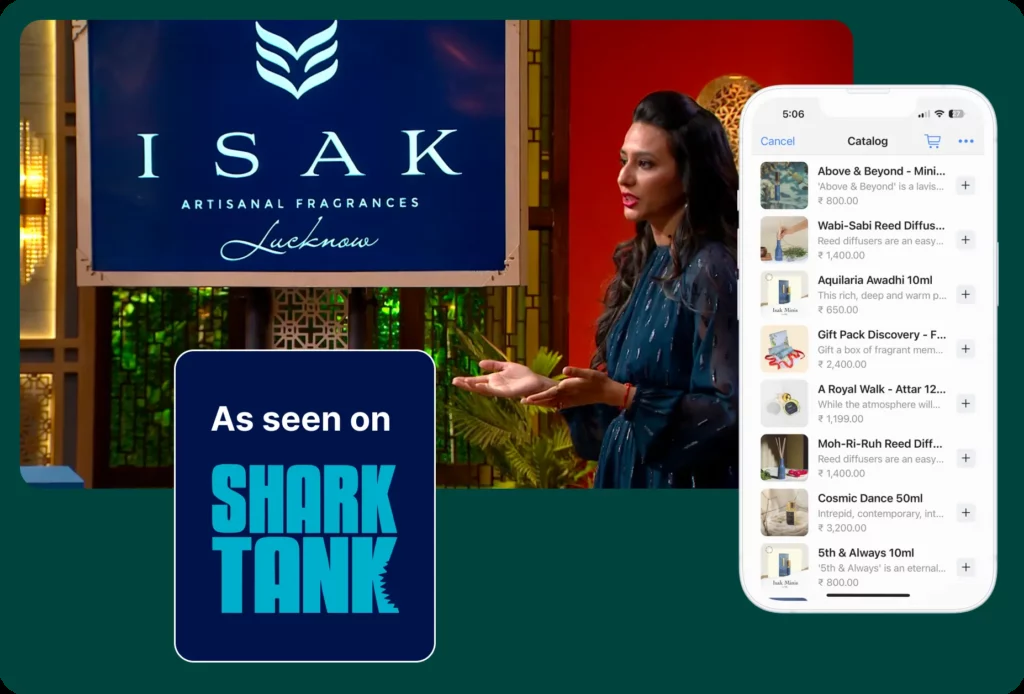 ISAK
ARTISANAL FRAGRANCES
Lucknow
As seen on
SHARK
TANK
5:06
27
Cancel
Catalog
Above & Beyond - Mini...
'Above & Beyond' is a lavis...
₹ 800.00
Wabi-Sabi Reed Diffus...
Reed diffusers are an easy...
₹ 1,400.00
Aquilaria Awadhi 10ml
This rich, deep and warm p...
₹ 650.00
Isak Minis
Gift Pack Discovery - F...
Gift a box of fragrant mem...
₹ 2,400.00
A Royal Walk - Attar 12...
While the atmosphere will...
₹ 1,199.00
Moh-Ri-Ruh Reed Diff...
Reed diffusers are an easy...
₹ 1,400.00
Cosmic Dance 50ml
Intrepid, contemporary, int...
₹ 3,200.00
5th & Always 10ml
'5th & Always' is an eternal...
₹ 800.00
Isak Minis